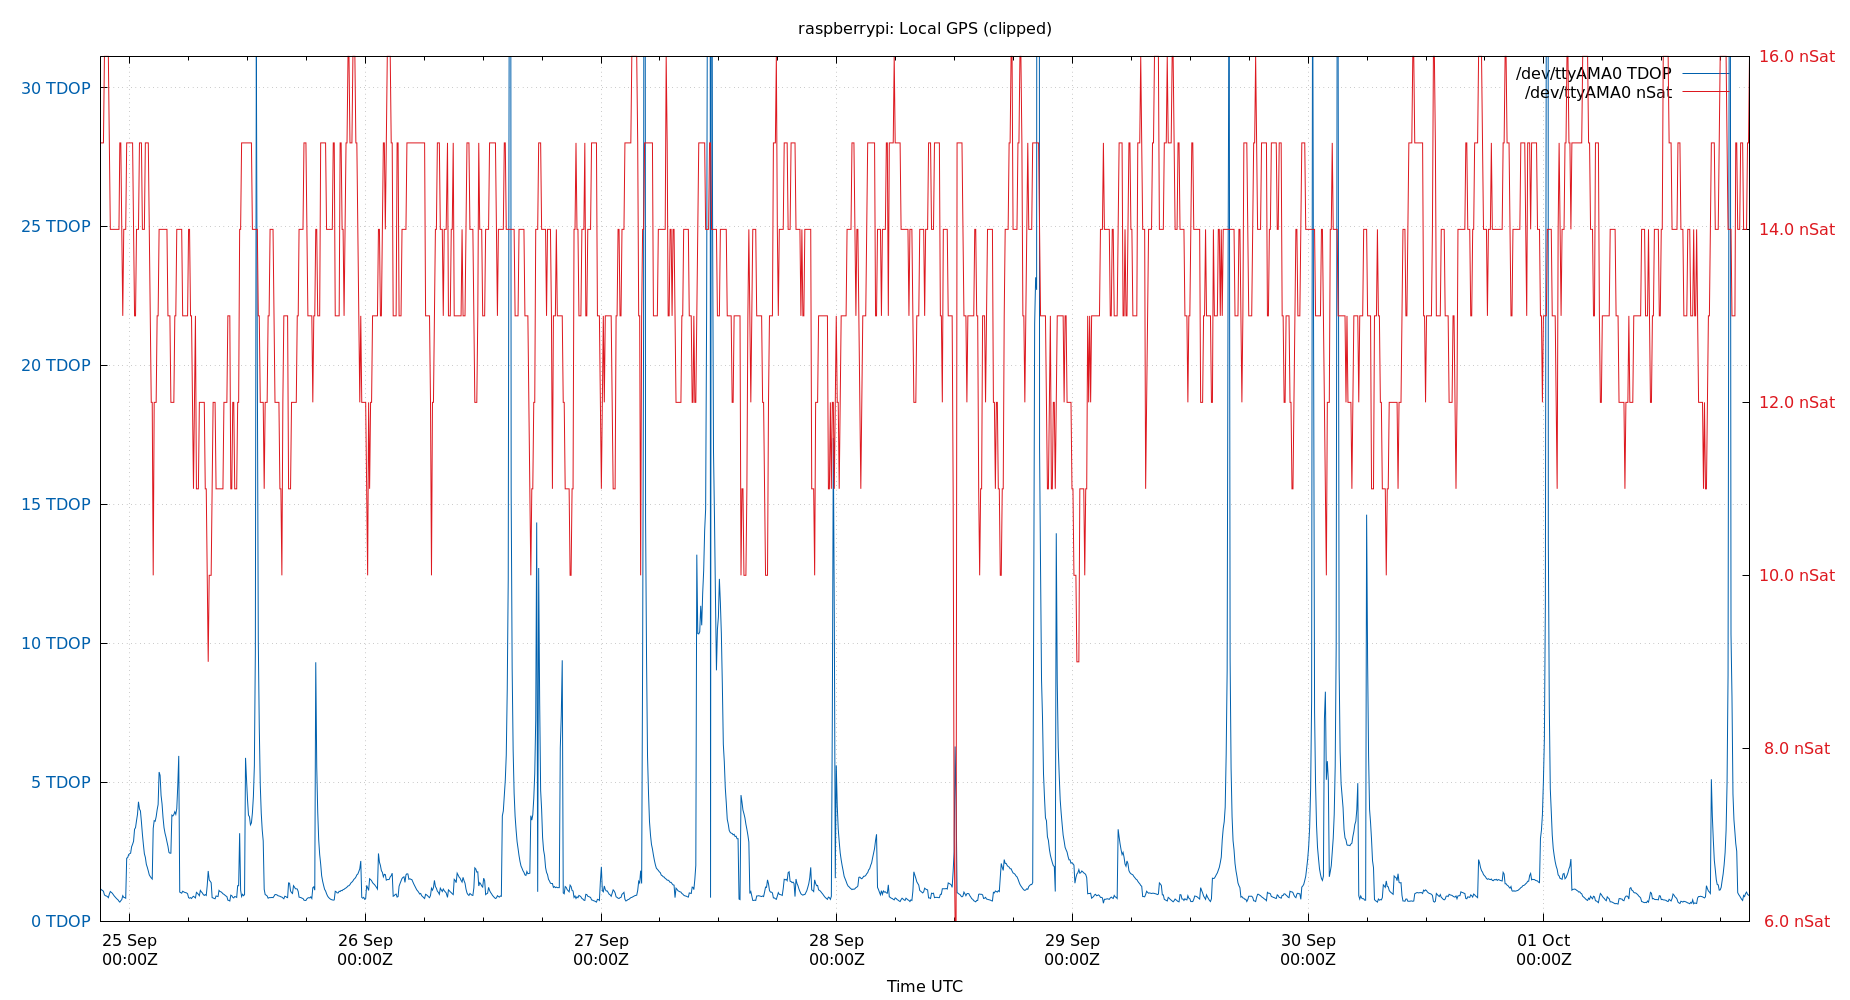 raspberrypi: Local GPS (clipped)
30 TDOP
25 TDOP
20 TDOP
15 TDOP
10 TDOP
5 TDOP
0 TDOP
16.0 nSat
14.0 nSat
12.0 nSat
10.0 nSat
8.0 nSat
6.0 nSat
/dev/ttyAMA0 TDOP
/dev/ttyAMA0 nSat
25 Sep 26 Sep 27 Sep 28 Sep 29 Sep 30 Sep 01 Oct
00:00Z 00:00Z 00:00Z 00:00Z 00:00Z 00:00Z 00:00Z
Time UTC